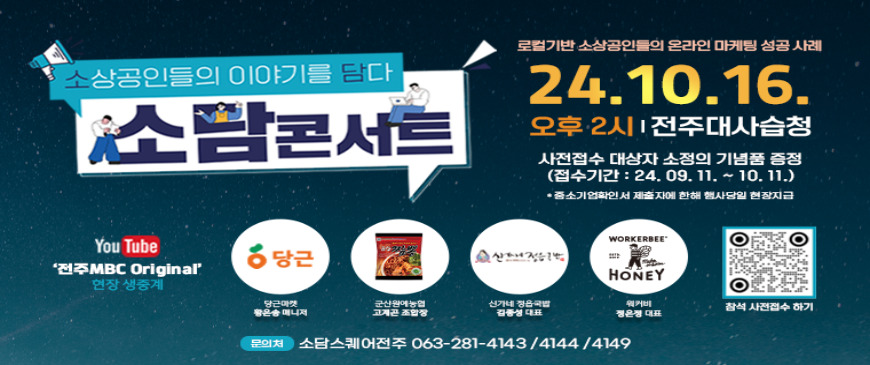 소상공인들의 이야기를 담다
소담콘서트
로컬기반 소상공인들의 온라인 마케팅 성공 사례
24.10.16.
오후 2시 | 전주대사습청
사전접수 대상자 소정의 기념품 증정
(접수기간 : 24. 09. 11. ~ 10. 11.)
* 중소기업확인서 제출자에 한해 행사당일 현장지급
YouTube
'전주MBC Original'
현장 생중계
당근
당근마켓
황은송 매니저
군산원예농협
고계곤 조합장
신가네 정읍국밥
신가네 정읍국밥
김종성 대표
WORKERBEE
HONEY
워커비
정은정 대표
참석 사전접수 하기
문의처 소담스퀘어전주 063-281-4143 /4144 /4149